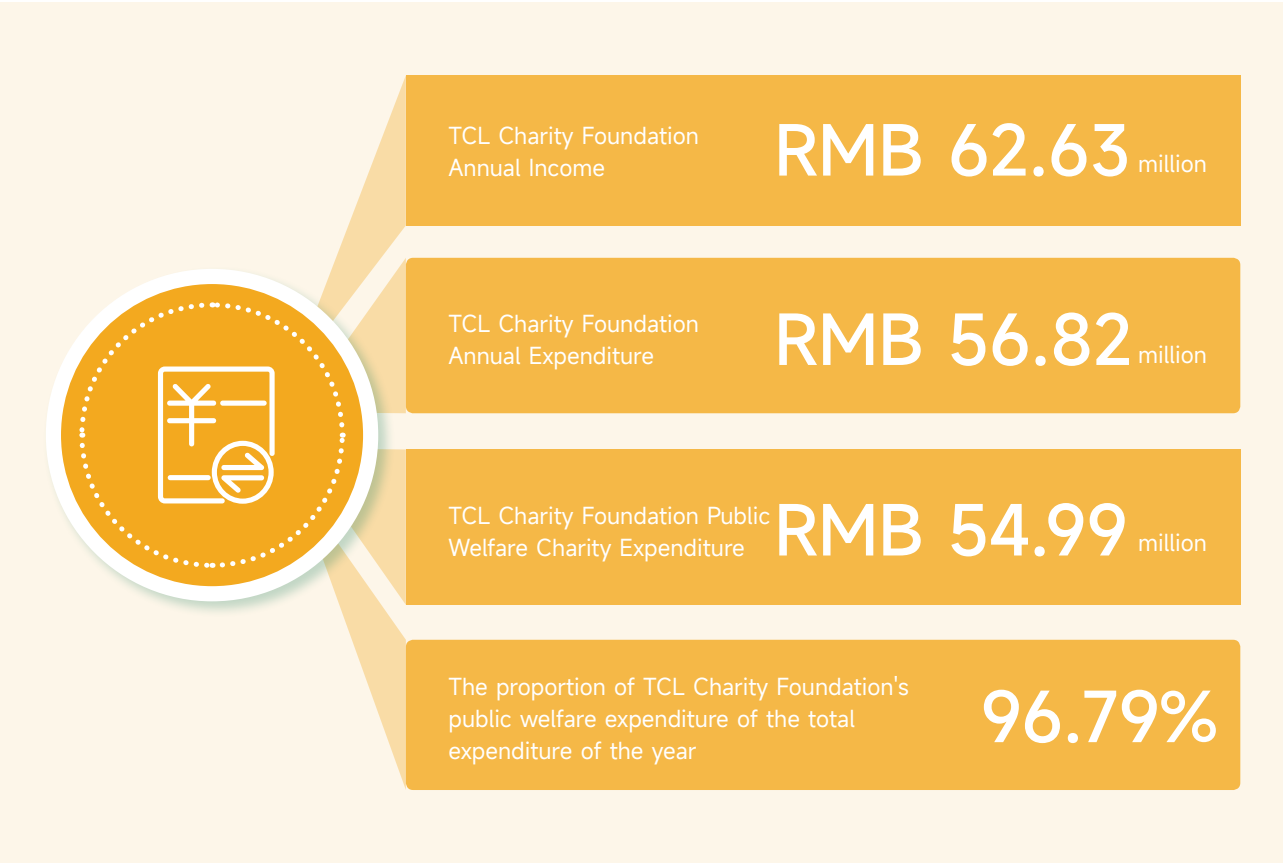 TCL Charity Foundation
Annual Income
RMB 62.63 million
TCL Charity Foundation
Annual Expenditure
RMB 56.82 million
TCL Charity Foundation Public
Welfare Charity Expenditure
RMB 54.99 million
The proportion of TCL Charity Foundation's
public welfare expenditure of the total
expenditure of the year
96.79%